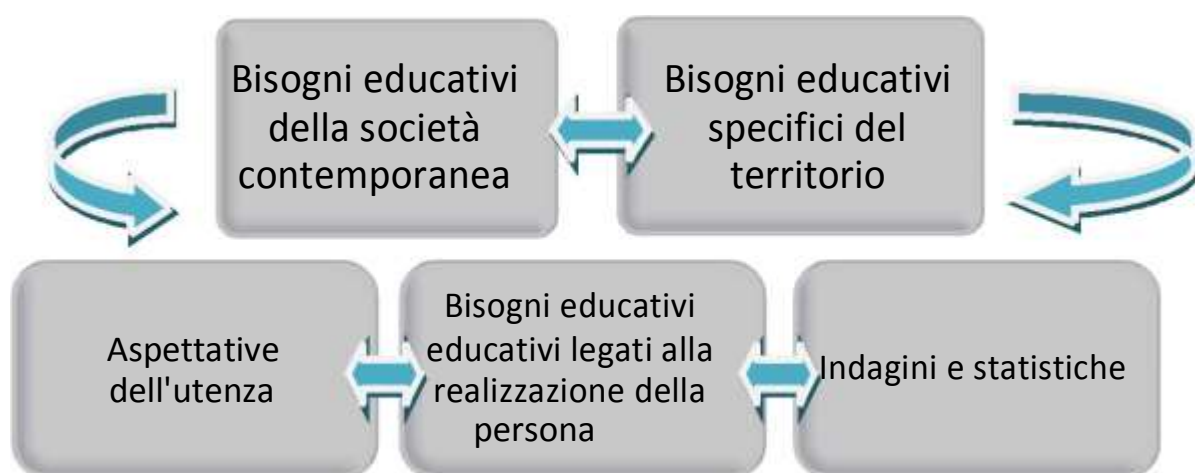 Bisogni educativi
della società
contemporanea
Bisogni educativi
specifici del
territorio
Aspettative
dell'utenza
Bisogni educativi
educativi legati alla
realizzazione della
persona
Indagini e statistiche